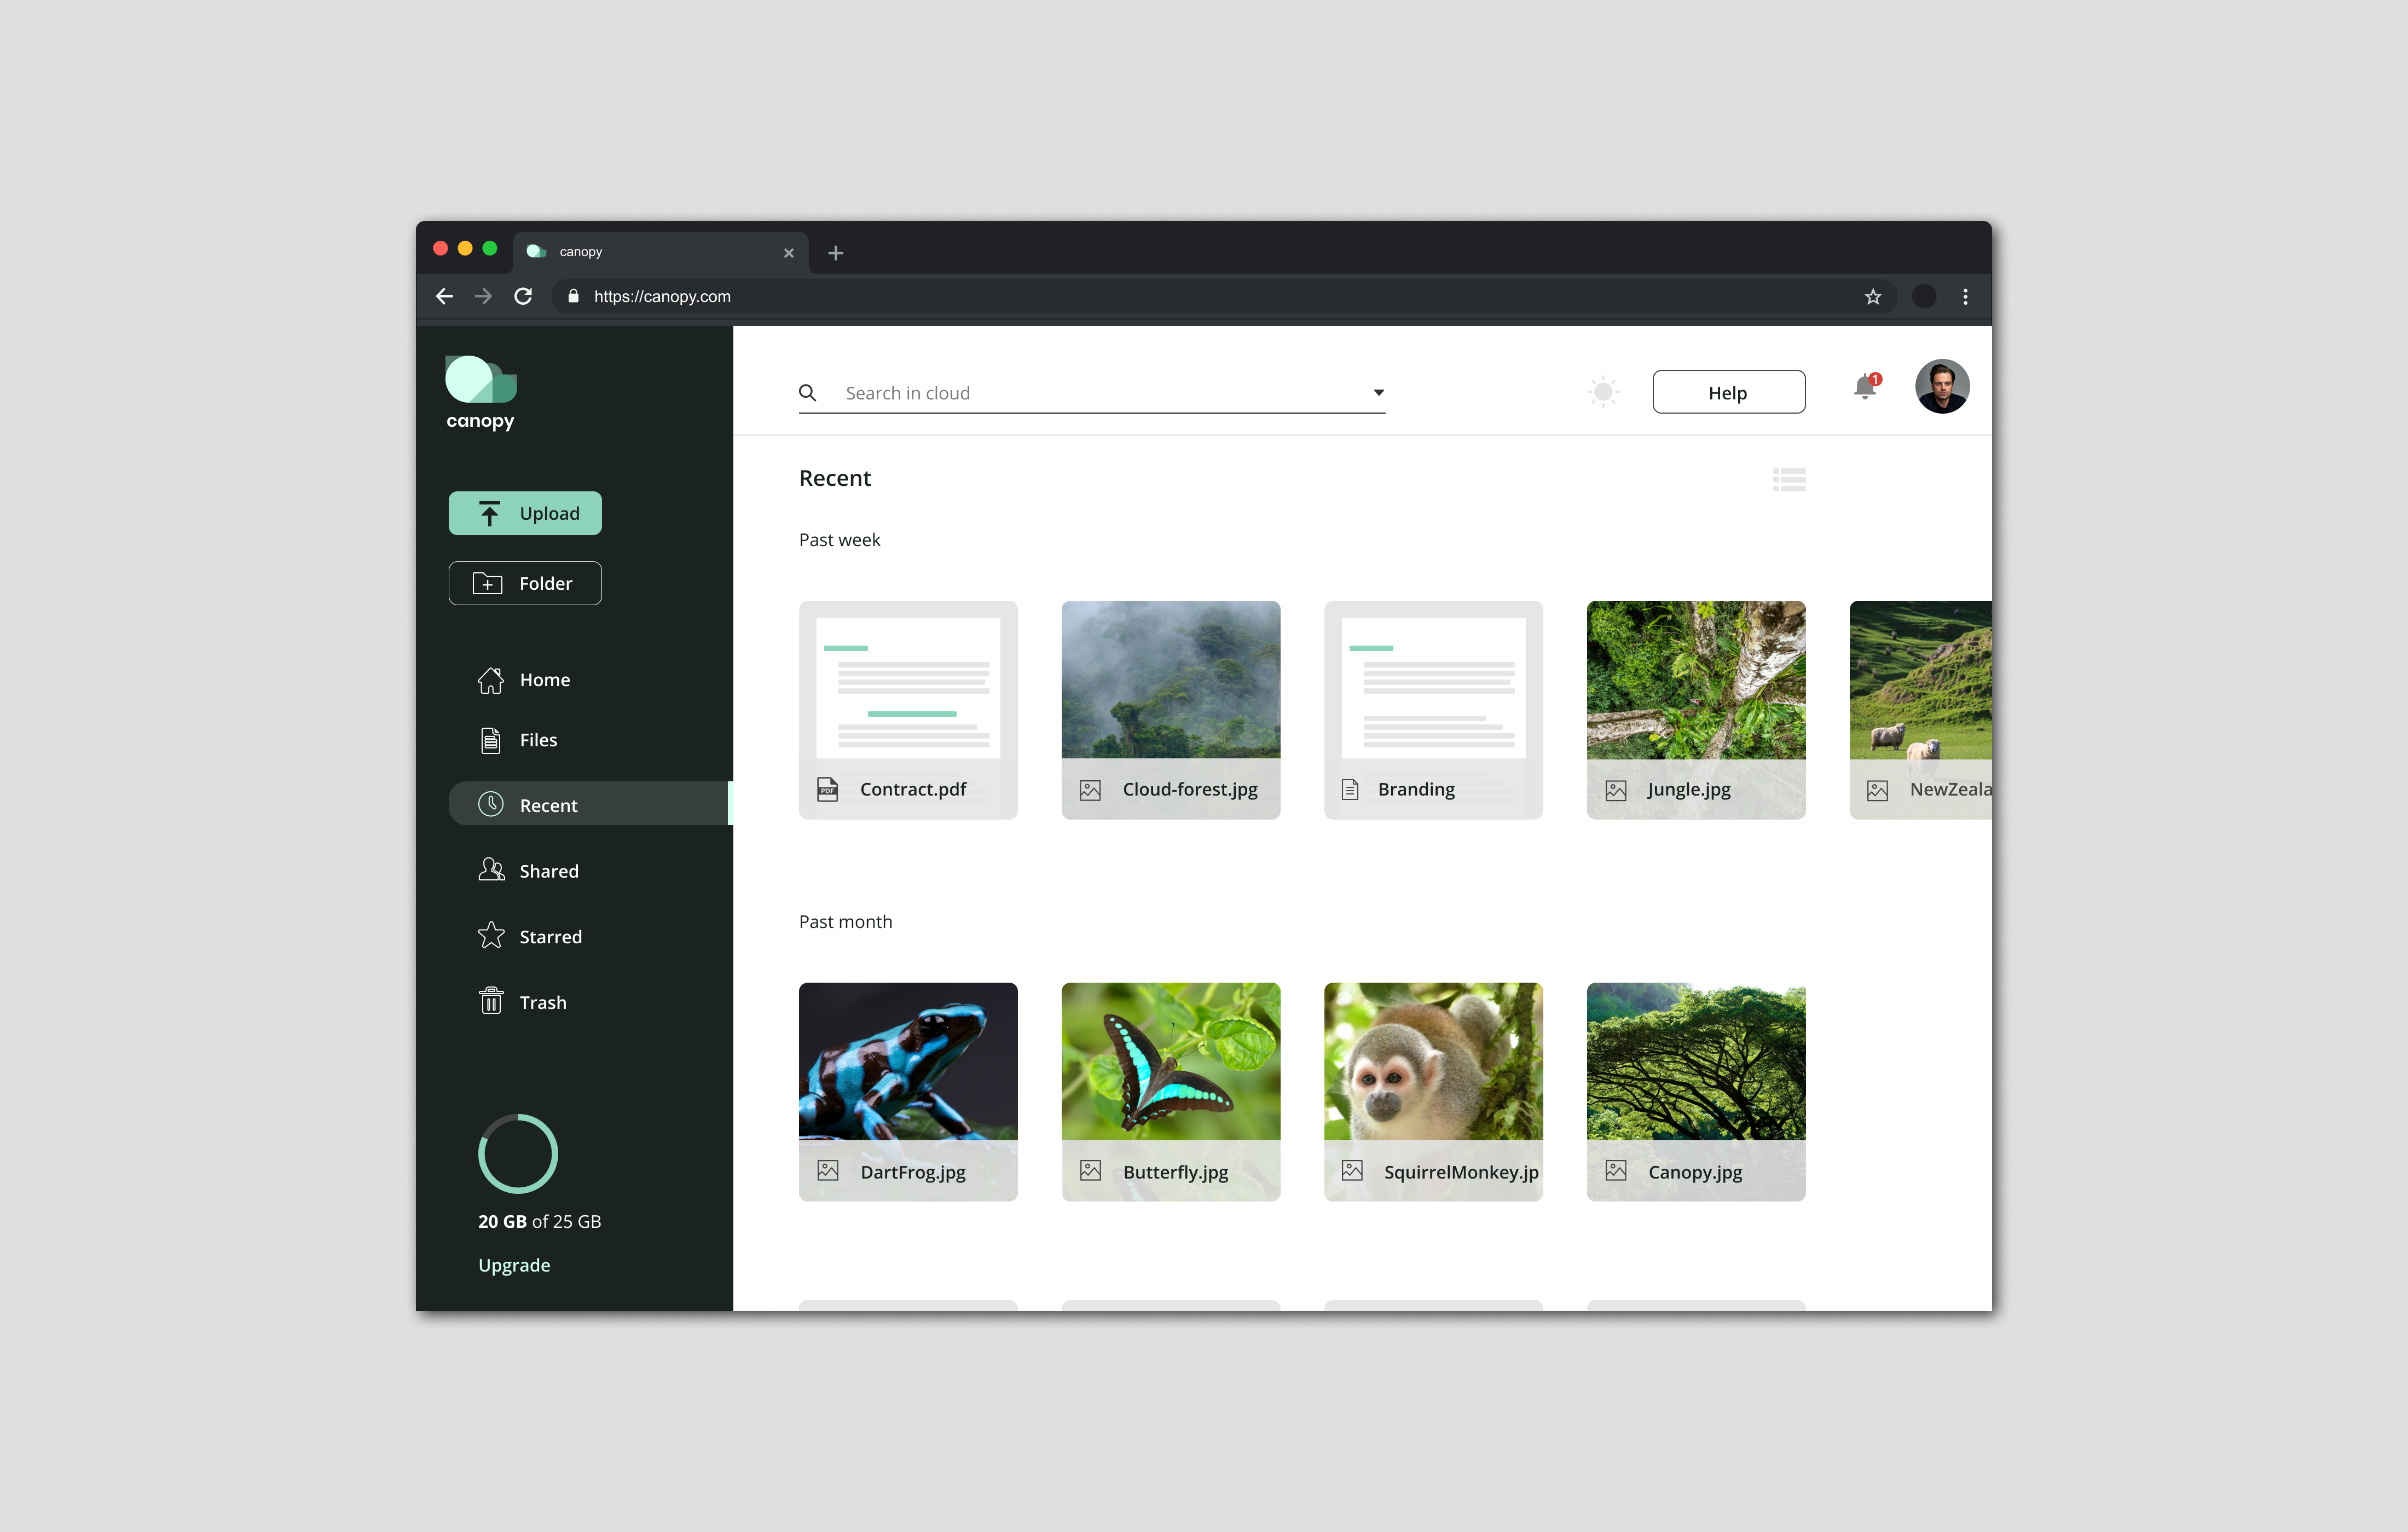 canopy
https://canopy.com
canopy
Search in cloud
Help
1
Upload
Folder
Home
Files
Recent
Shared
Starred
Trash
20 GB of 25 GB
Upgrade
Recent
Past week
PDF
Contract.pdf
Cloud-forest.jpg
Branding
Jungle.jpg
NewZeala
Past month
DartFrog.jpg
Butterfly.jpg
SquirrelMonkey.jp
Canopy.jpg